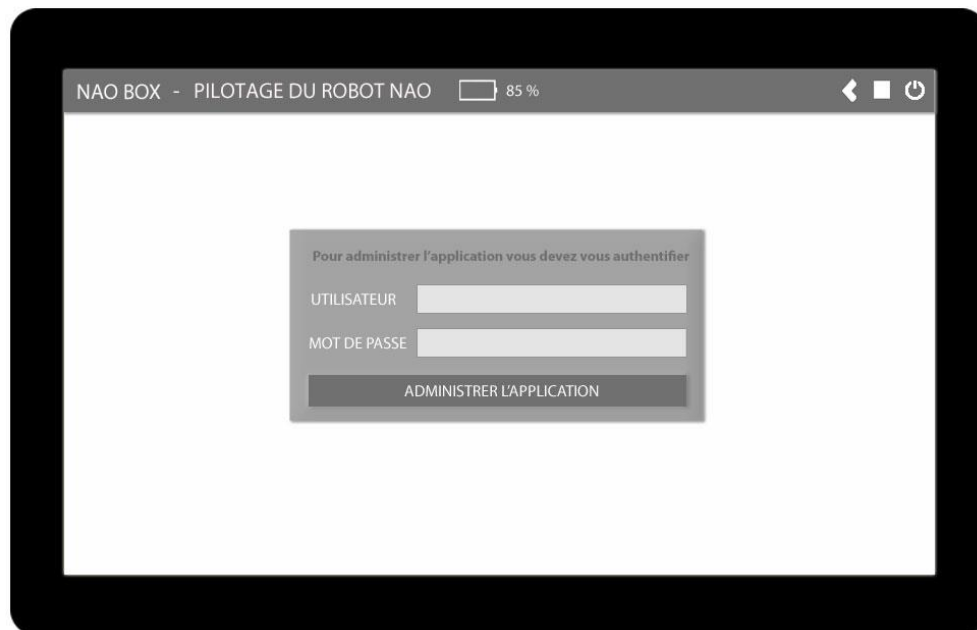 NAO BOX - PILOTAGE DU ROBOT NAO 85 %
Pour administrer l'application vous devez vous authentifier
UTILISATEUR
MOT DE PASSE
ADMINISTRER L'APPLICATION